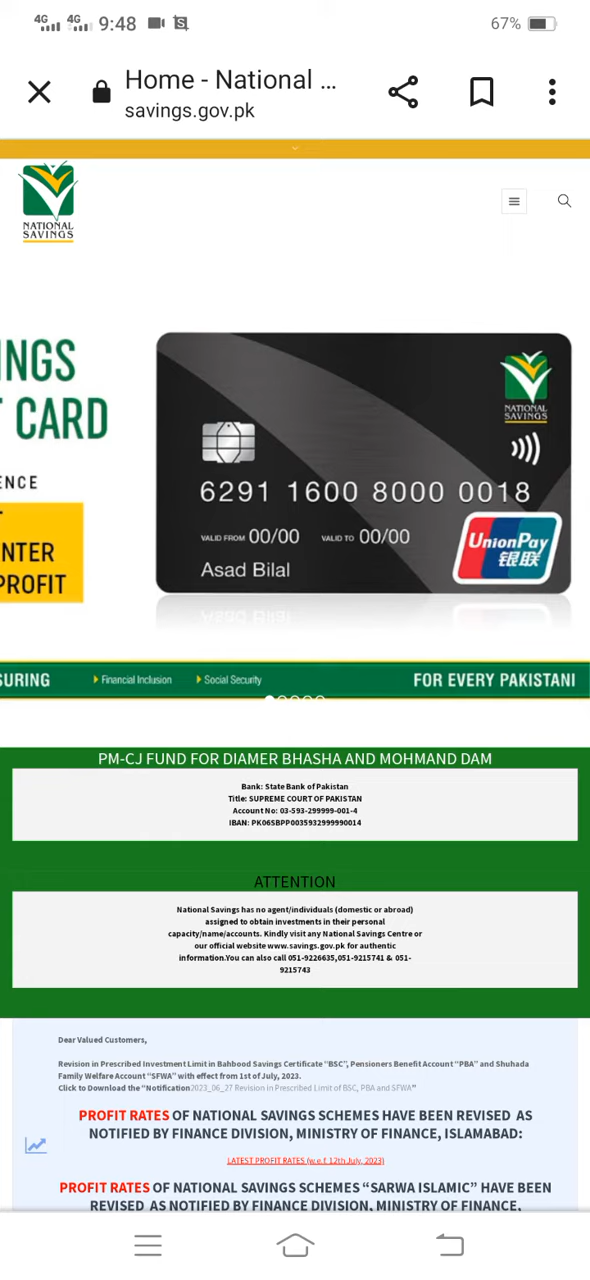 4G 4G 9:48 67%
Home - National ...
savings.gov.pk
NATIONAL
SAVINGS
INGS
T CARD
ENCE
NTER
PROFIT
NATIONAL
SAVINGS
6291 1600 8000 0018
VALID FROM 00/00 VALID TO 00/00
Asad Bilal
UnionPay
银联
SURING Financial Inclusion Social Security FOR EVERY PAKISTANI
PM-CJ FUND FOR DIAMER BHASHA AND MOHMAND DAM
Bank: State Bank of Pakistan
Title: SUPREME COURT OF PAKISTAN
Account No: 03-593-299999-001-4
IBAN: PK06SBPP0035932999990014
ATTENTION
National Savings has no agent/individuals (domestic or abroad)
assigned to obtain investments in their personal
capacity/name/accounts. Kindly visit any National Savings Centre or
our official website www.savings.gov.pk for authentic
information.You can also call 051-9226635,051-9215741 & 051-
9215743
Dear Valued Customers,
Revision in Prescribed Investment Limit in Bahbood Savings Certificate "BSC", Pensioners Benefit Account "PBA" and Shuhada
Family Welfare Account "SFWA" with effect from 1st of July, 2023.
Click to Download the "Notification2023_06_27 Revision in Prescribed Limit of BSC, PBA and SFWA"
PROFIT RATES OF NATIONAL SAVINGS SCHEMES HAVE BEEN REVISED AS
NOTIFIED BY FINANCE DIVISION, MINISTRY OF FINANCE, ISLAMABAD:
LATEST PROFIT RATES (w.e.f. 12th July, 2023)
PROFIT RATES OF NATIONAL SAVINGS SCHEMES "SARWA ISLAMIC" HAVE BEEN
REVISED AS NOTIFIED BY FINANCE DIVISION, MINISTRY OF FINANCE,